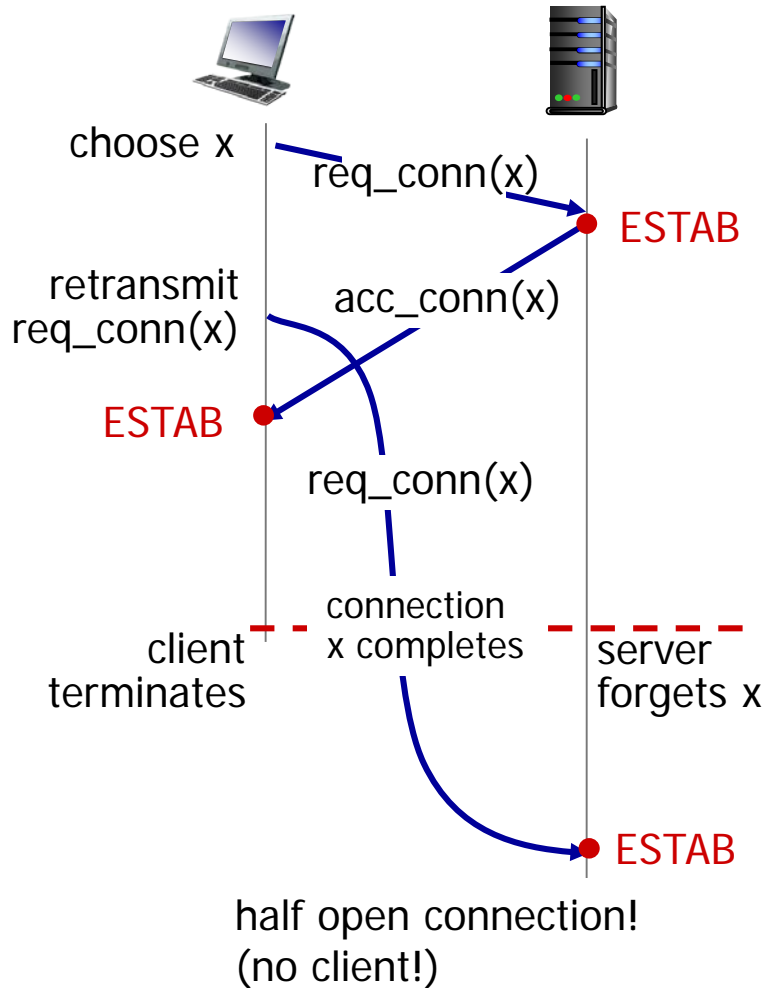 choose x
req_conn(x)
ESTAB
retransmit
req_conn(x)
acc_conn(x)
ESTAB
req_conn(x)
connection
x completes
client
terminates
server
forgets x
ESTAB
half open connection!
(no client!)